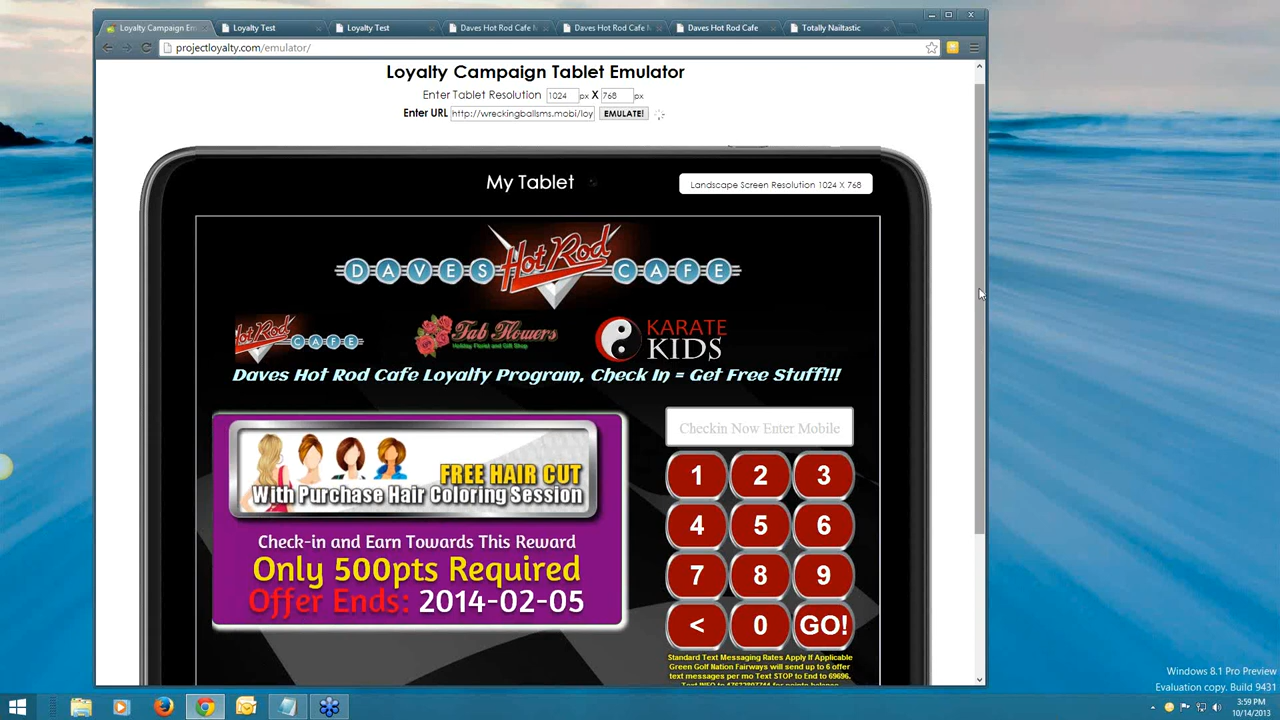 Loyalty Campaign Em
Loyalty Test
Loyalty Test
Daves Hot Rod Cafe
Daves Hot Rod Cafe
Daves Hot Rod Cafe
Totally Nailtastic
projectloyalty.com/emulator/
Loyalty Campaign Tablet Emulator
Enter Tablet Resolution 1024 px X 768 px
Enter URL http://wreckingballsms.mobi/loy EMULATE!
My Tablet
Landscape Screen Resolution 1024 X 768
DAVES Hot Rod CAFE
Hot Rod CAFE
Fab Flowers
Holiday Florist and Gift Shop
KARATE
KIDS
Daves Hot Rod Cafe Loyalty Program, Check In = Get Free Stuff!!!
FREE HAIR CUT
With Purchase Hair Coloring Session
Check-in and Earn Towards This Reward
Only 500pts Required
Offer Ends: 2014-02-05
Checkin Now Enter Mobile
1 2 3
4 5 6
7 8 9
< 0 GO!
Standard Text Messaging Rates Apply If Applicable
Green Golf Nation Fairways will send up to 6 offer
text messages per mo Text STOP to End to 69696.
Windows 8.1 Pro Preview
Evaluation copy. Build 9431
3:59 PM
10/14/2013